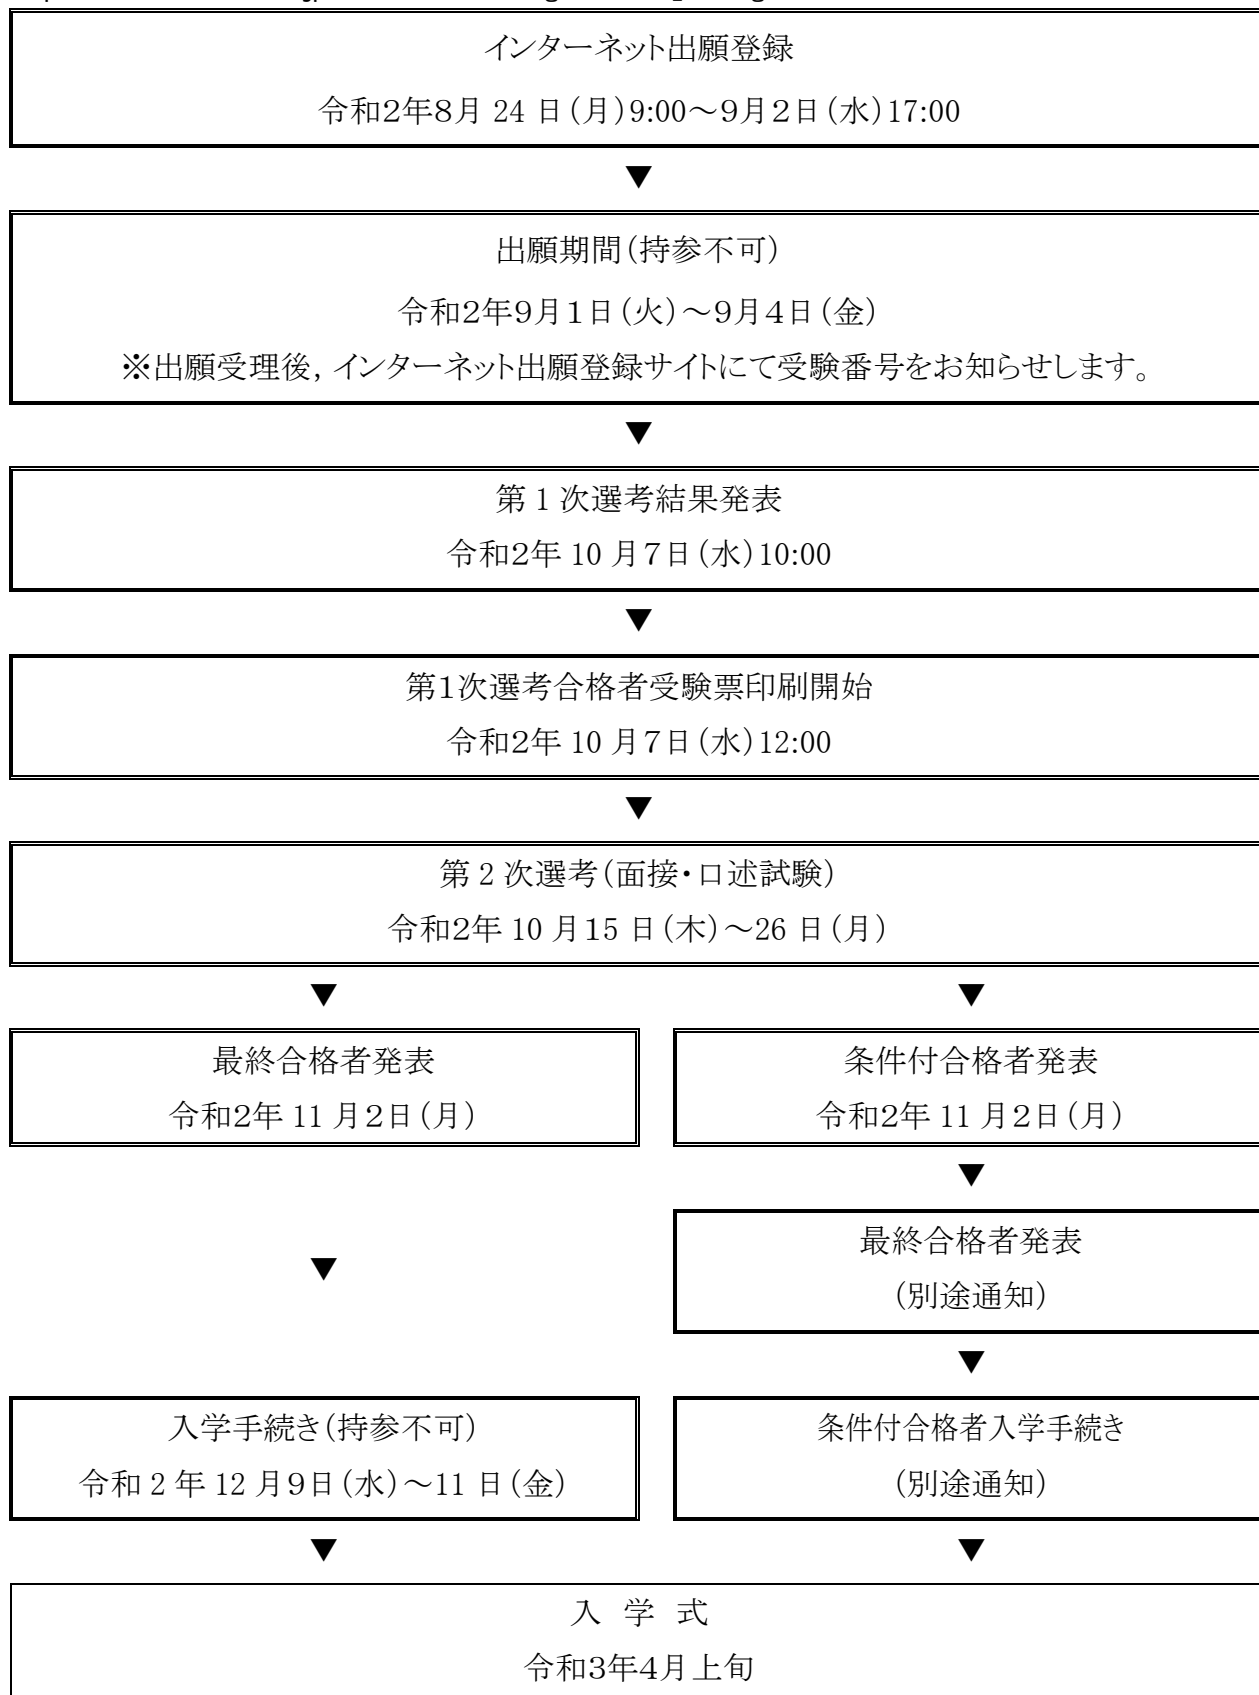 インターネット出願登録
令和２年８月 24 日（月）9:00～９月２日（水）17:00
▼
出願期間（持参不可）
令和２年９月１日（火）～９月４日（金）
※出願受理後，インターネット出願登録サイトにて受験番号をお知らせします。
▼
第 1 次選考結果発表
令和２年 10 月７日（水）10:00
▼
第１次選考合格者受験票印刷開始
令和２年 10 月７日（水）12:00
▼
第 2 次選考（面接・口述試験）
令和２年 10 月１５ 日（木）～26 日（月）
▼ ▼
最終合格者発表
令和２年 11 月２日（月）
条件付合格者発表
令和２年 11 月２日（月）
▼
最終合格者発表
（別途通知）
▼
▼
入学手続き（持参不可）
令和 2 年 12 月９日（水）～11 日（金）
条件付合格者入学手続き
（別途通知）
▼ ▼
入 学 式
令和３年４月上旬